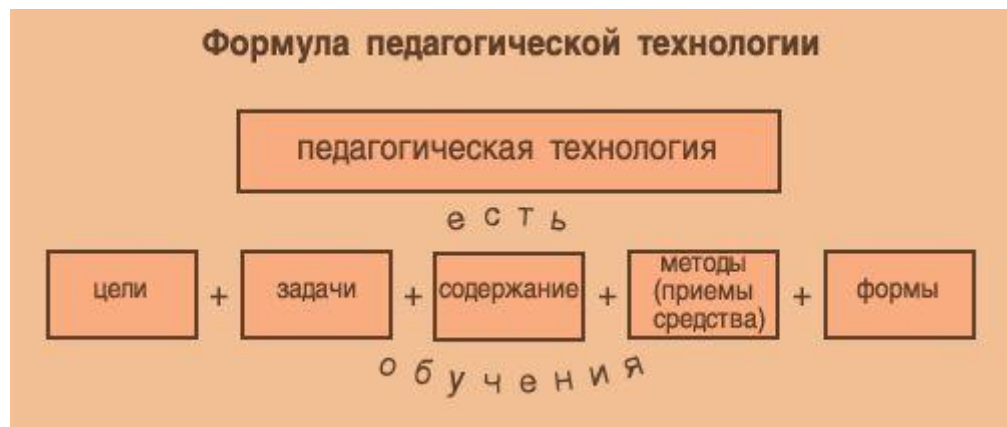 Формула педагогической технологии
педагогическая технология
есть
цели + задачи + содержание + методы (приемы средства) + формы
обучения